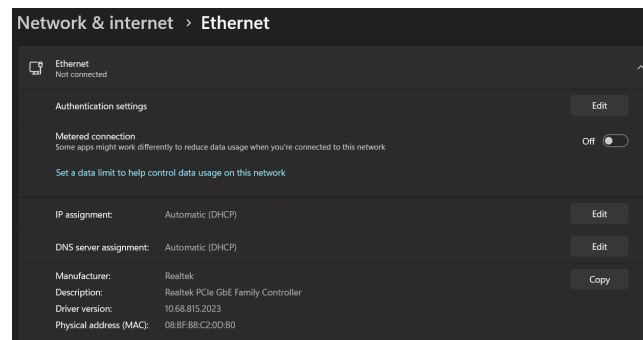 Network & internet > Ethernet
Ethernet
Not connected
Authentication settings Edit
Metered connection
Some apps might work differently to reduce data usage when you're connected to this network Off
Set a data limit to help control data usage on this network
IP assignment: Automatic (DHCP) Edit
DNS server assignment: Automatic (DHCP) Edit
Manufacturer: Realtek Copy
Description: Realtek PCIe GbE Family Controller
Driver version: 10.68.815.2023
Physical address (MAC): 08:BF:B8:C2:0D:B0